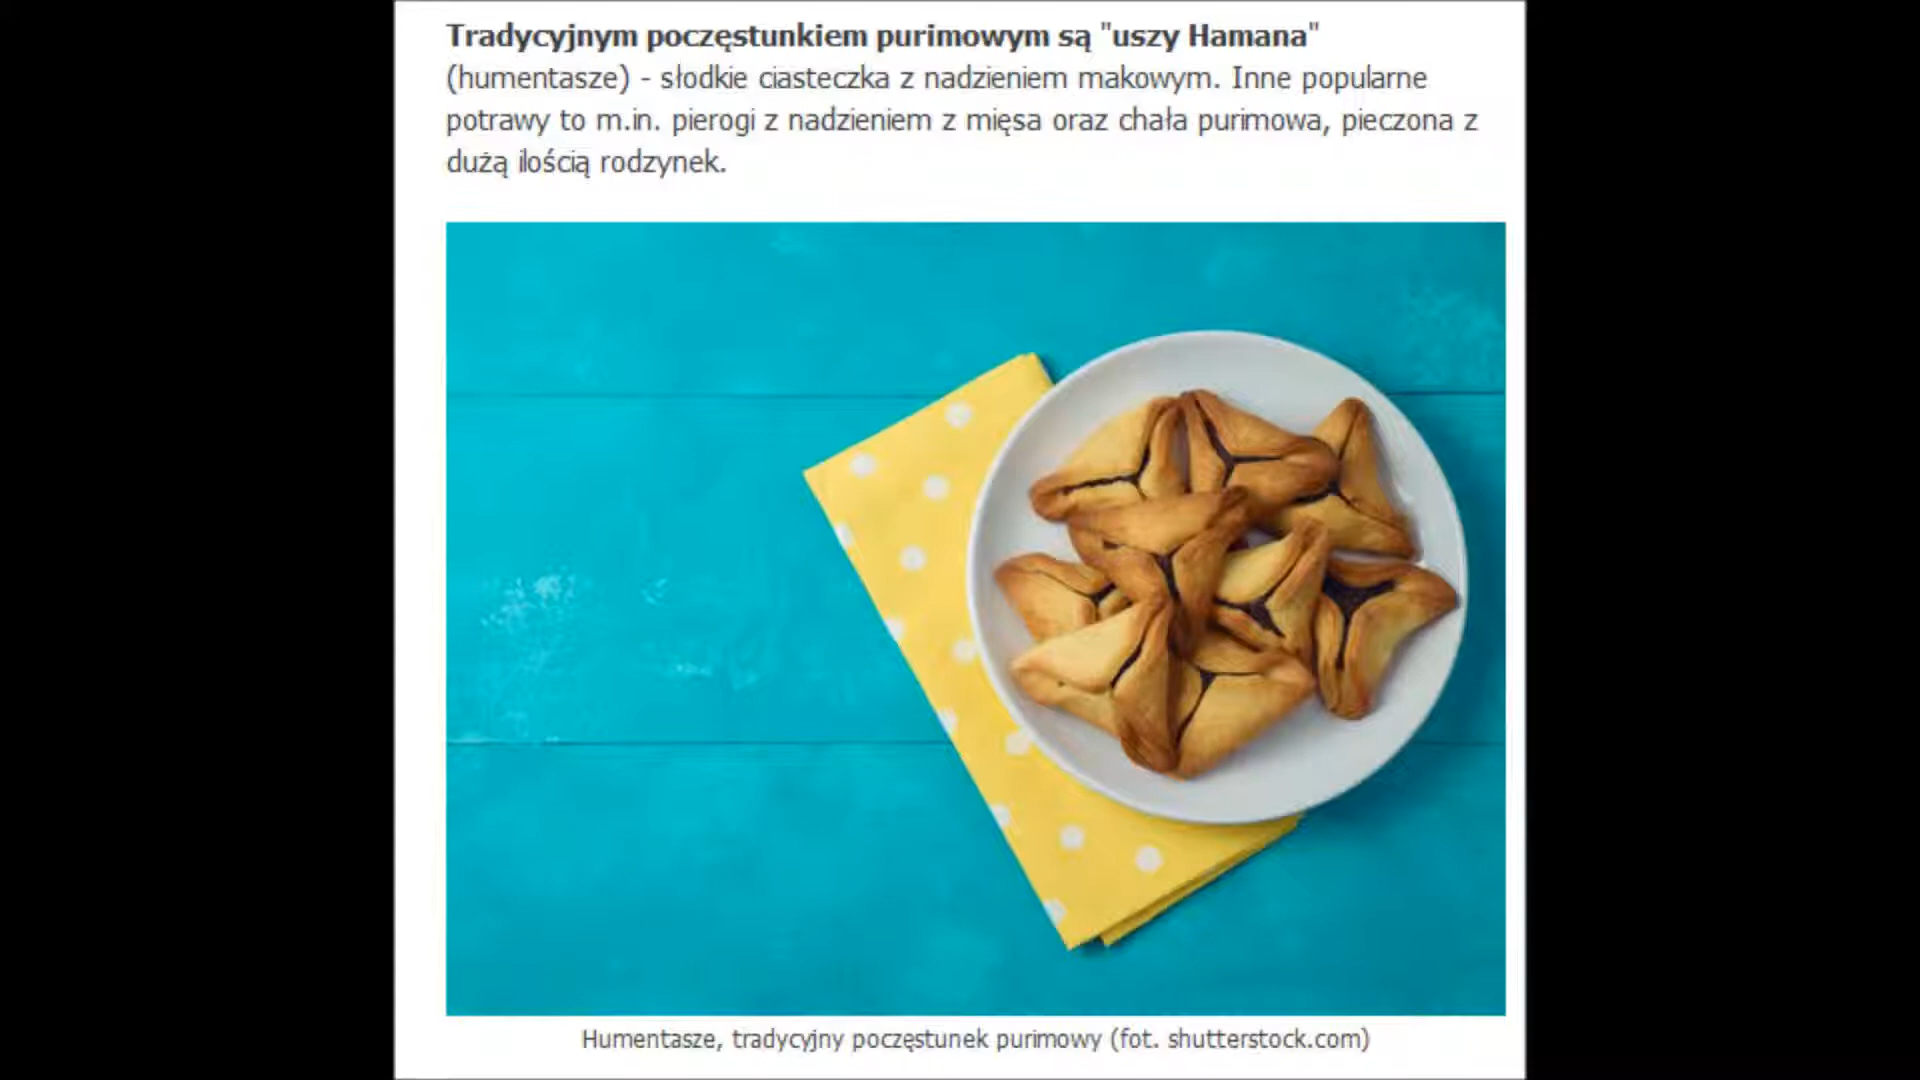 Tradycyjnym poczęstunkiem purimowym są "uszy Hamana"
(humentasze) - słodkie ciasteczka z nadzieniem makowym. Inne popularne
potrawy to m.in. pierogi z nadzieniem z mięsa oraz chała purimowa, pieczona z
dużą ilością rodzynek.
Humentasze, tradycyjny poczęstunek purimowy (fot. shutterstock.com)